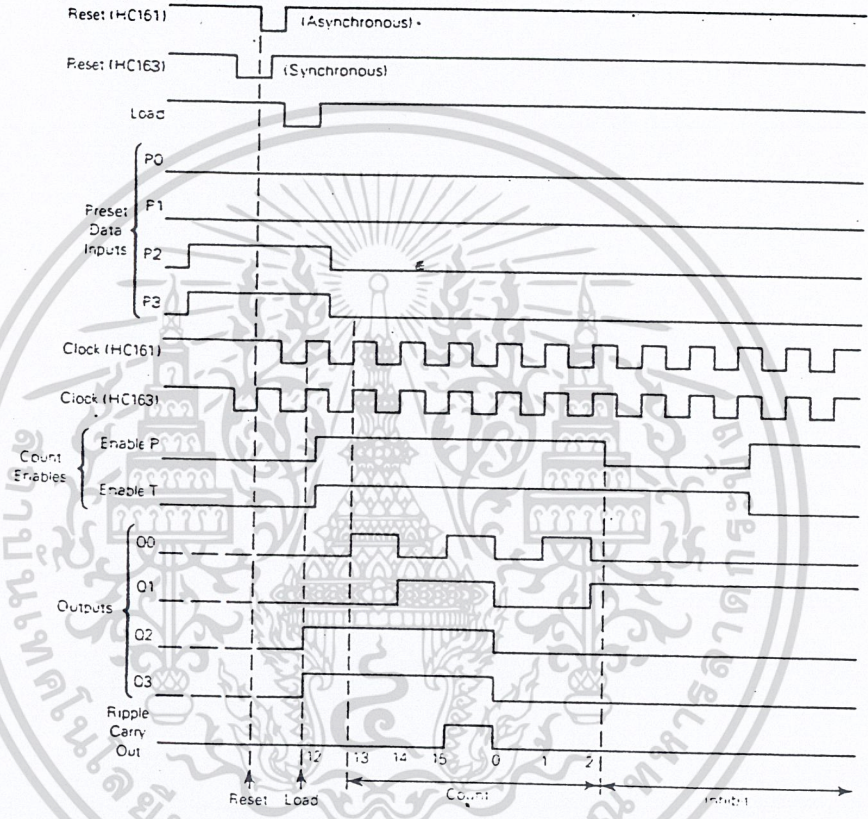 Reset (HC161)
(Asynchronous)
Reset (HC163)
(Synchronous)
Load
Preset
Data
Inputs
P0
P1
P2
P3
Clock (HC161)
Clock (HC163)
Count
Enables
Enable P
Enable T
Outputs
Q0
Q1
Q2
Q3
Ripple
Carry
Out
12 13 14 15 0 1 2
Reset Load Count Inhibit